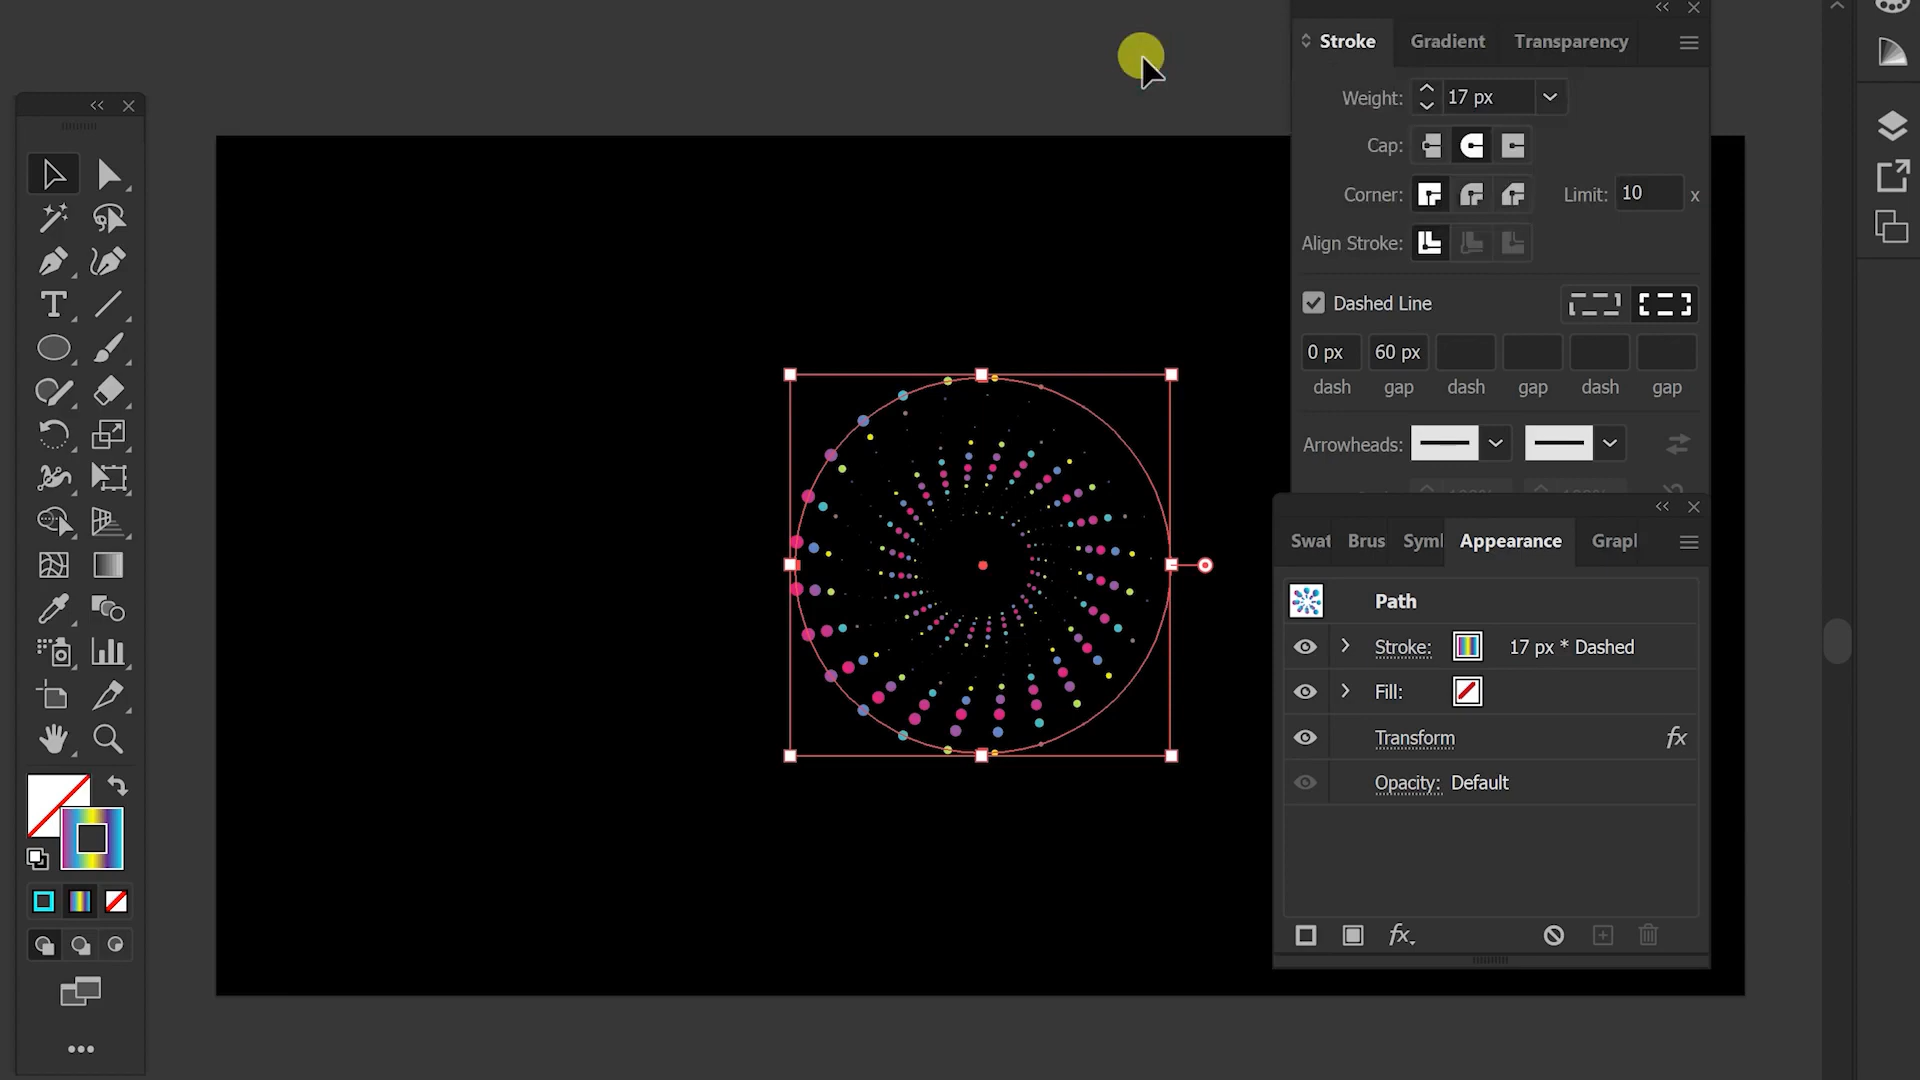 Stroke Gradient Transparency
Weight: 17 px
Cap:
Corner: Limit: 10 x
Align Stroke:
Dashed Line
0 px 60 px
dash gap dash gap dash gap
Arrowheads:
Swat Brus Syml Appearance Grapl
Path
Stroke: 17 px * Dashed
Fill:
Transform fx
Opacity: Default
fx
T